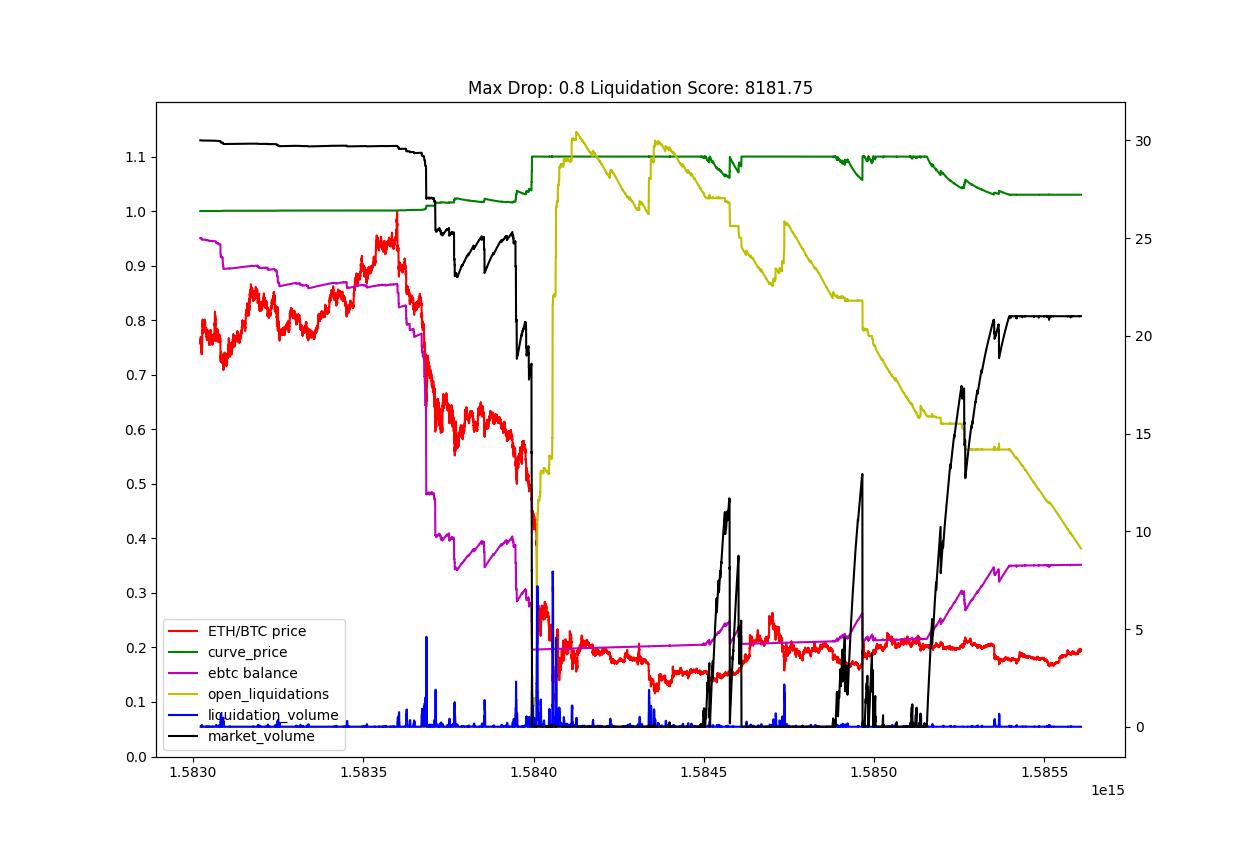 Max Drop: 0.8 Liquidation Score: 8181.75
1.1
1.0
0.9
0.8
0.7
0.6
0.5
0.4
0.3
0.2
0.1
0.0
30
25
20
15
10
5
0
ETH/BTC price
curve_price
ebtc balance
open_liquidations
liquidation_volume
market_volume
1.5830 1.5835 1.5840 1.5845 1.5850 1.5855
1e15